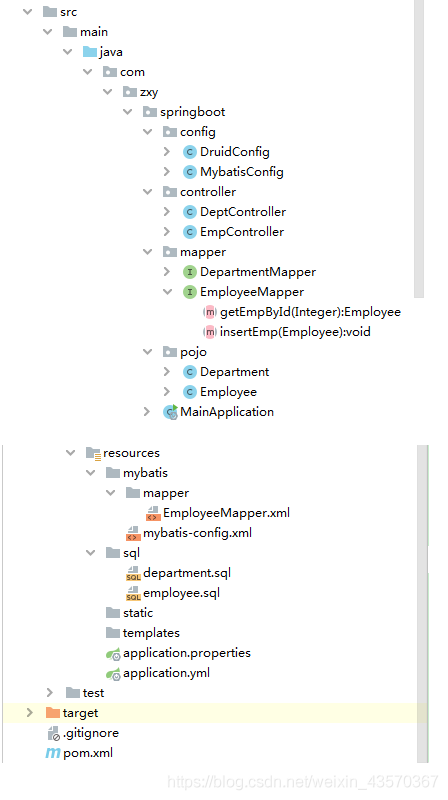 src
main
java
com
zxy
springboot
config
DruidConfig
MybatisConfig
controller
DeptController
EmpController
mapper
DepartmentMapper
EmployeeMapper
getEmpById(Integer):Employee
insertEmp(Employee):void
pojo
Department
Employee
MainApplication
resources
mybatis
mapper
EmployeeMapper.xml
mybatis-config.xml
sql
department.sql
employee.sql
static
templates
application.properties
application.yml
test
target
.gitignore
pom.xml
https://blog.csdn.net/weixin_43570367